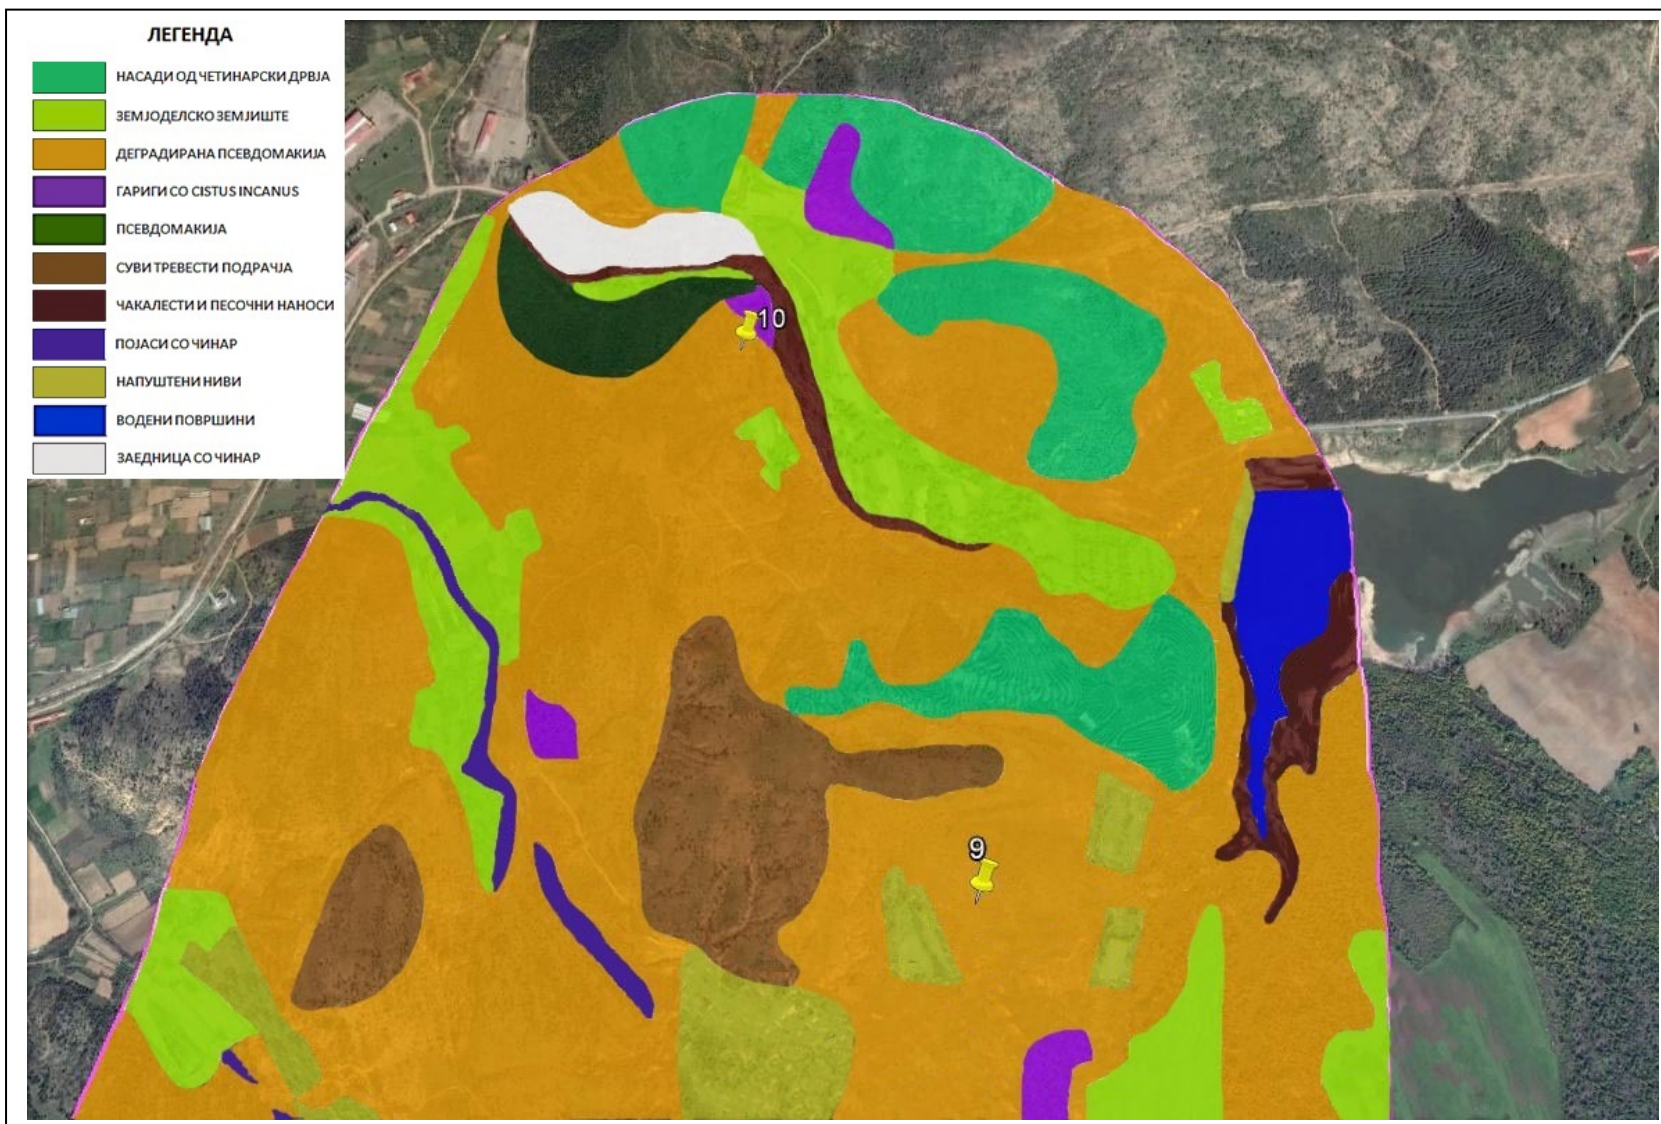 ЛЕГЕНДА
НАСАДИ ОД ЧЕТИНАРСКИ ДРВЈА
ЗЕМЈОДЕЛСКО ЗЕМЈИШТЕ
ДЕГРАДИРАНА ПСЕВДОМАКИЈА
ГАРИГИ СО CISTUS INCANUS
ПСЕВДОМАКИЈА
СУВИ ТРЕВЕСТИ ПОДРАЧЈА
ЧАКАЛЕСТИ И ПЕСОЧНИ НАНОСИ
ПОЈАСИ СО ЧИНАР
НАПУШТЕНИ НИВИ
ВОДЕНИ ПОВРШИНИ
ЗАЕДНИЦА СО ЧИНАР
10
9